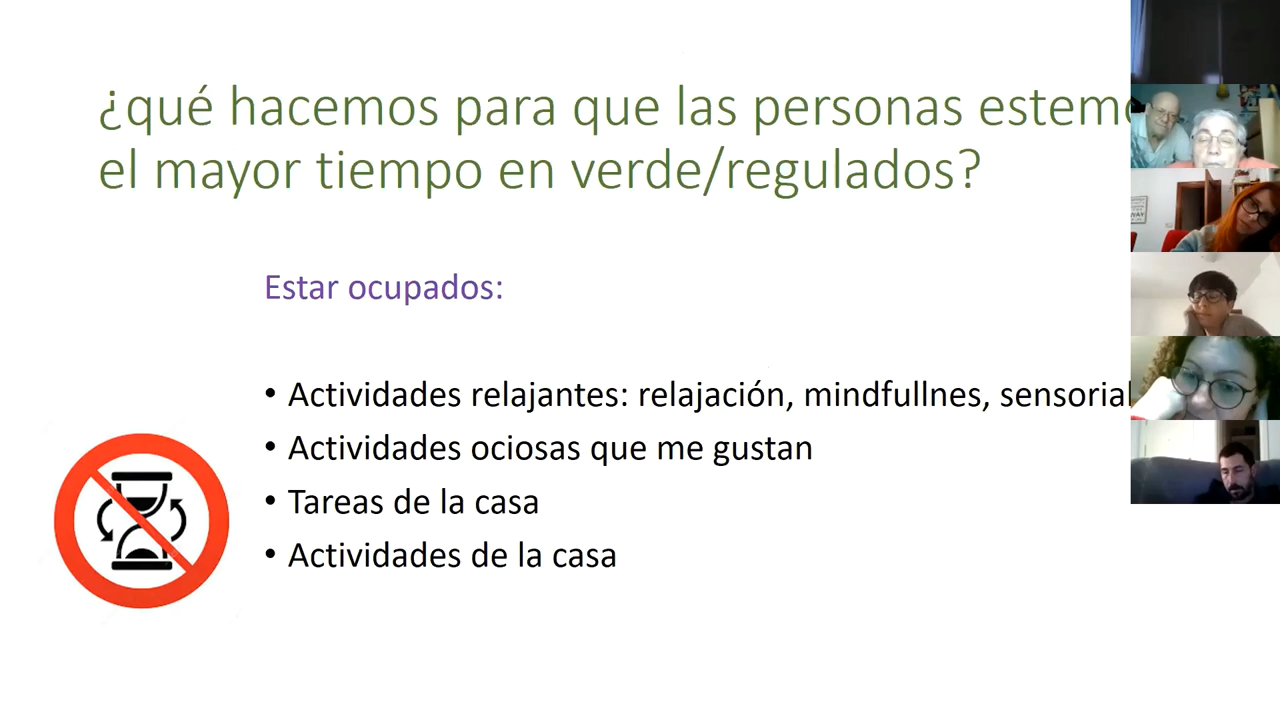 ¿qué hacemos para que las personas estem
el mayor tiempo en verde/regulados?
Estar ocupados:
• Actividades relajantes: relajación, mindfullnes, sensorial
• Actividades ociosas que me gustan
• Tareas de la casa
• Actividades de la casa